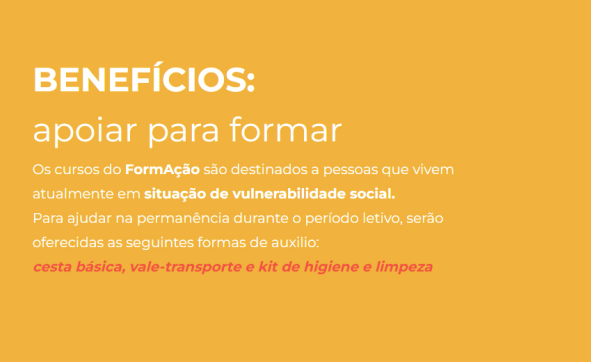 BENEFÍCIOS:
apoiar para formar
Os cursos do FormAção são destinados a pessoas que vivem
atualmente em situação de vulnerabilidade social.
Para ajudar na permanência durante o período letivo, serão
oferecidas as seguintes formas de auxilio:
cesta básica, vale-transporte e kit de higiene e limpeza